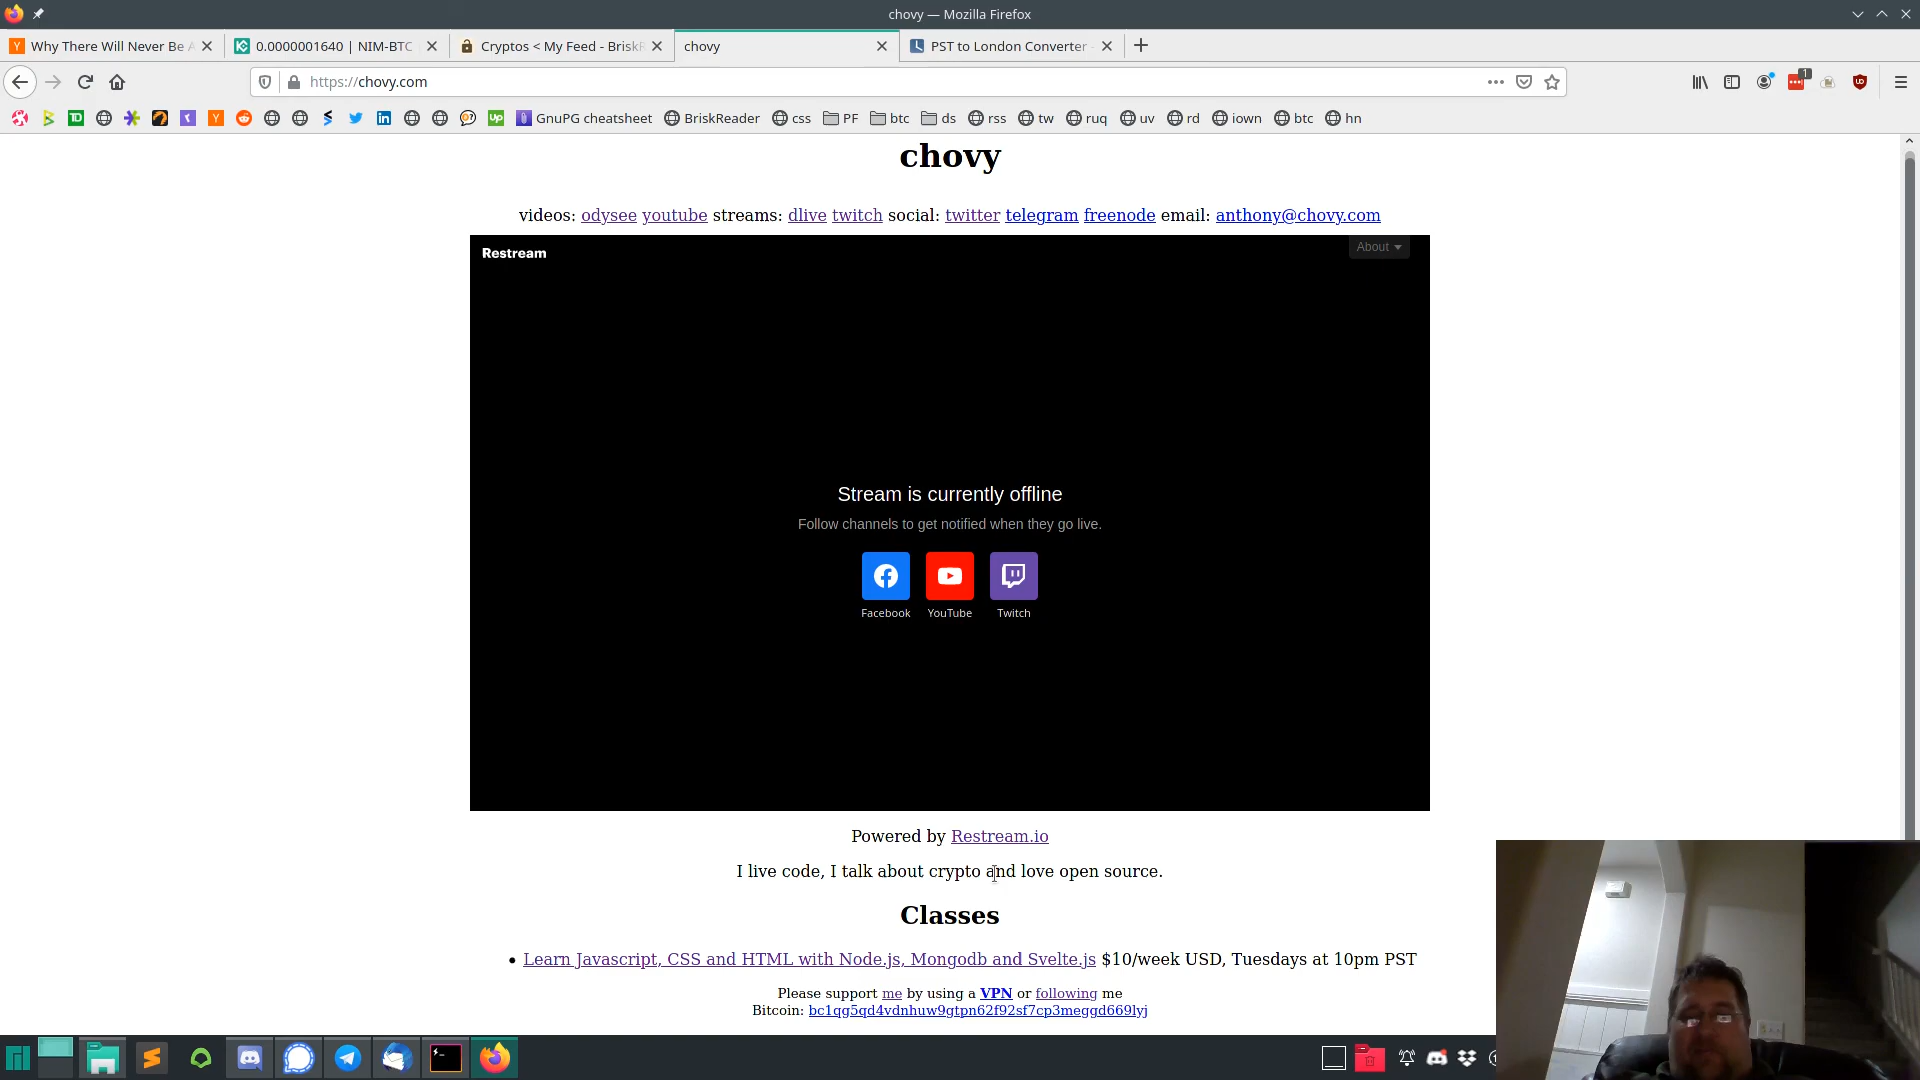 chovy — Mozilla Firefox
Why There Will Never Be A
0.0000001640 | NIM-BTC
Cryptos < My Feed - Brisk
chovy
PST to London Converter -
https://chovy.com
1
GnuPG cheatsheet BriskReader css PF btc ds rss tw ruq uv rd iown btc hn
chovy
videos: odysee youtube streams: dlive twitch social: twitter telegram freenode email: anthony@chovy.com
Restream
About
Stream is currently offline
Follow channels to get notified when they go live.
Facebook YouTube Twitch
Powered by Restream.io
I live code, I talk about crypto and love open source.
Classes
• Learn Javascript, CSS and HTML with Node.js, Mongodb and Svelte.js $10/week USD, Tuesdays at 10pm PST
Please support me by using a VPN or following me
Bitcoin: bc1qg5qd4vdnhuw9gtpn62f92sf7cp3meggd669lyj